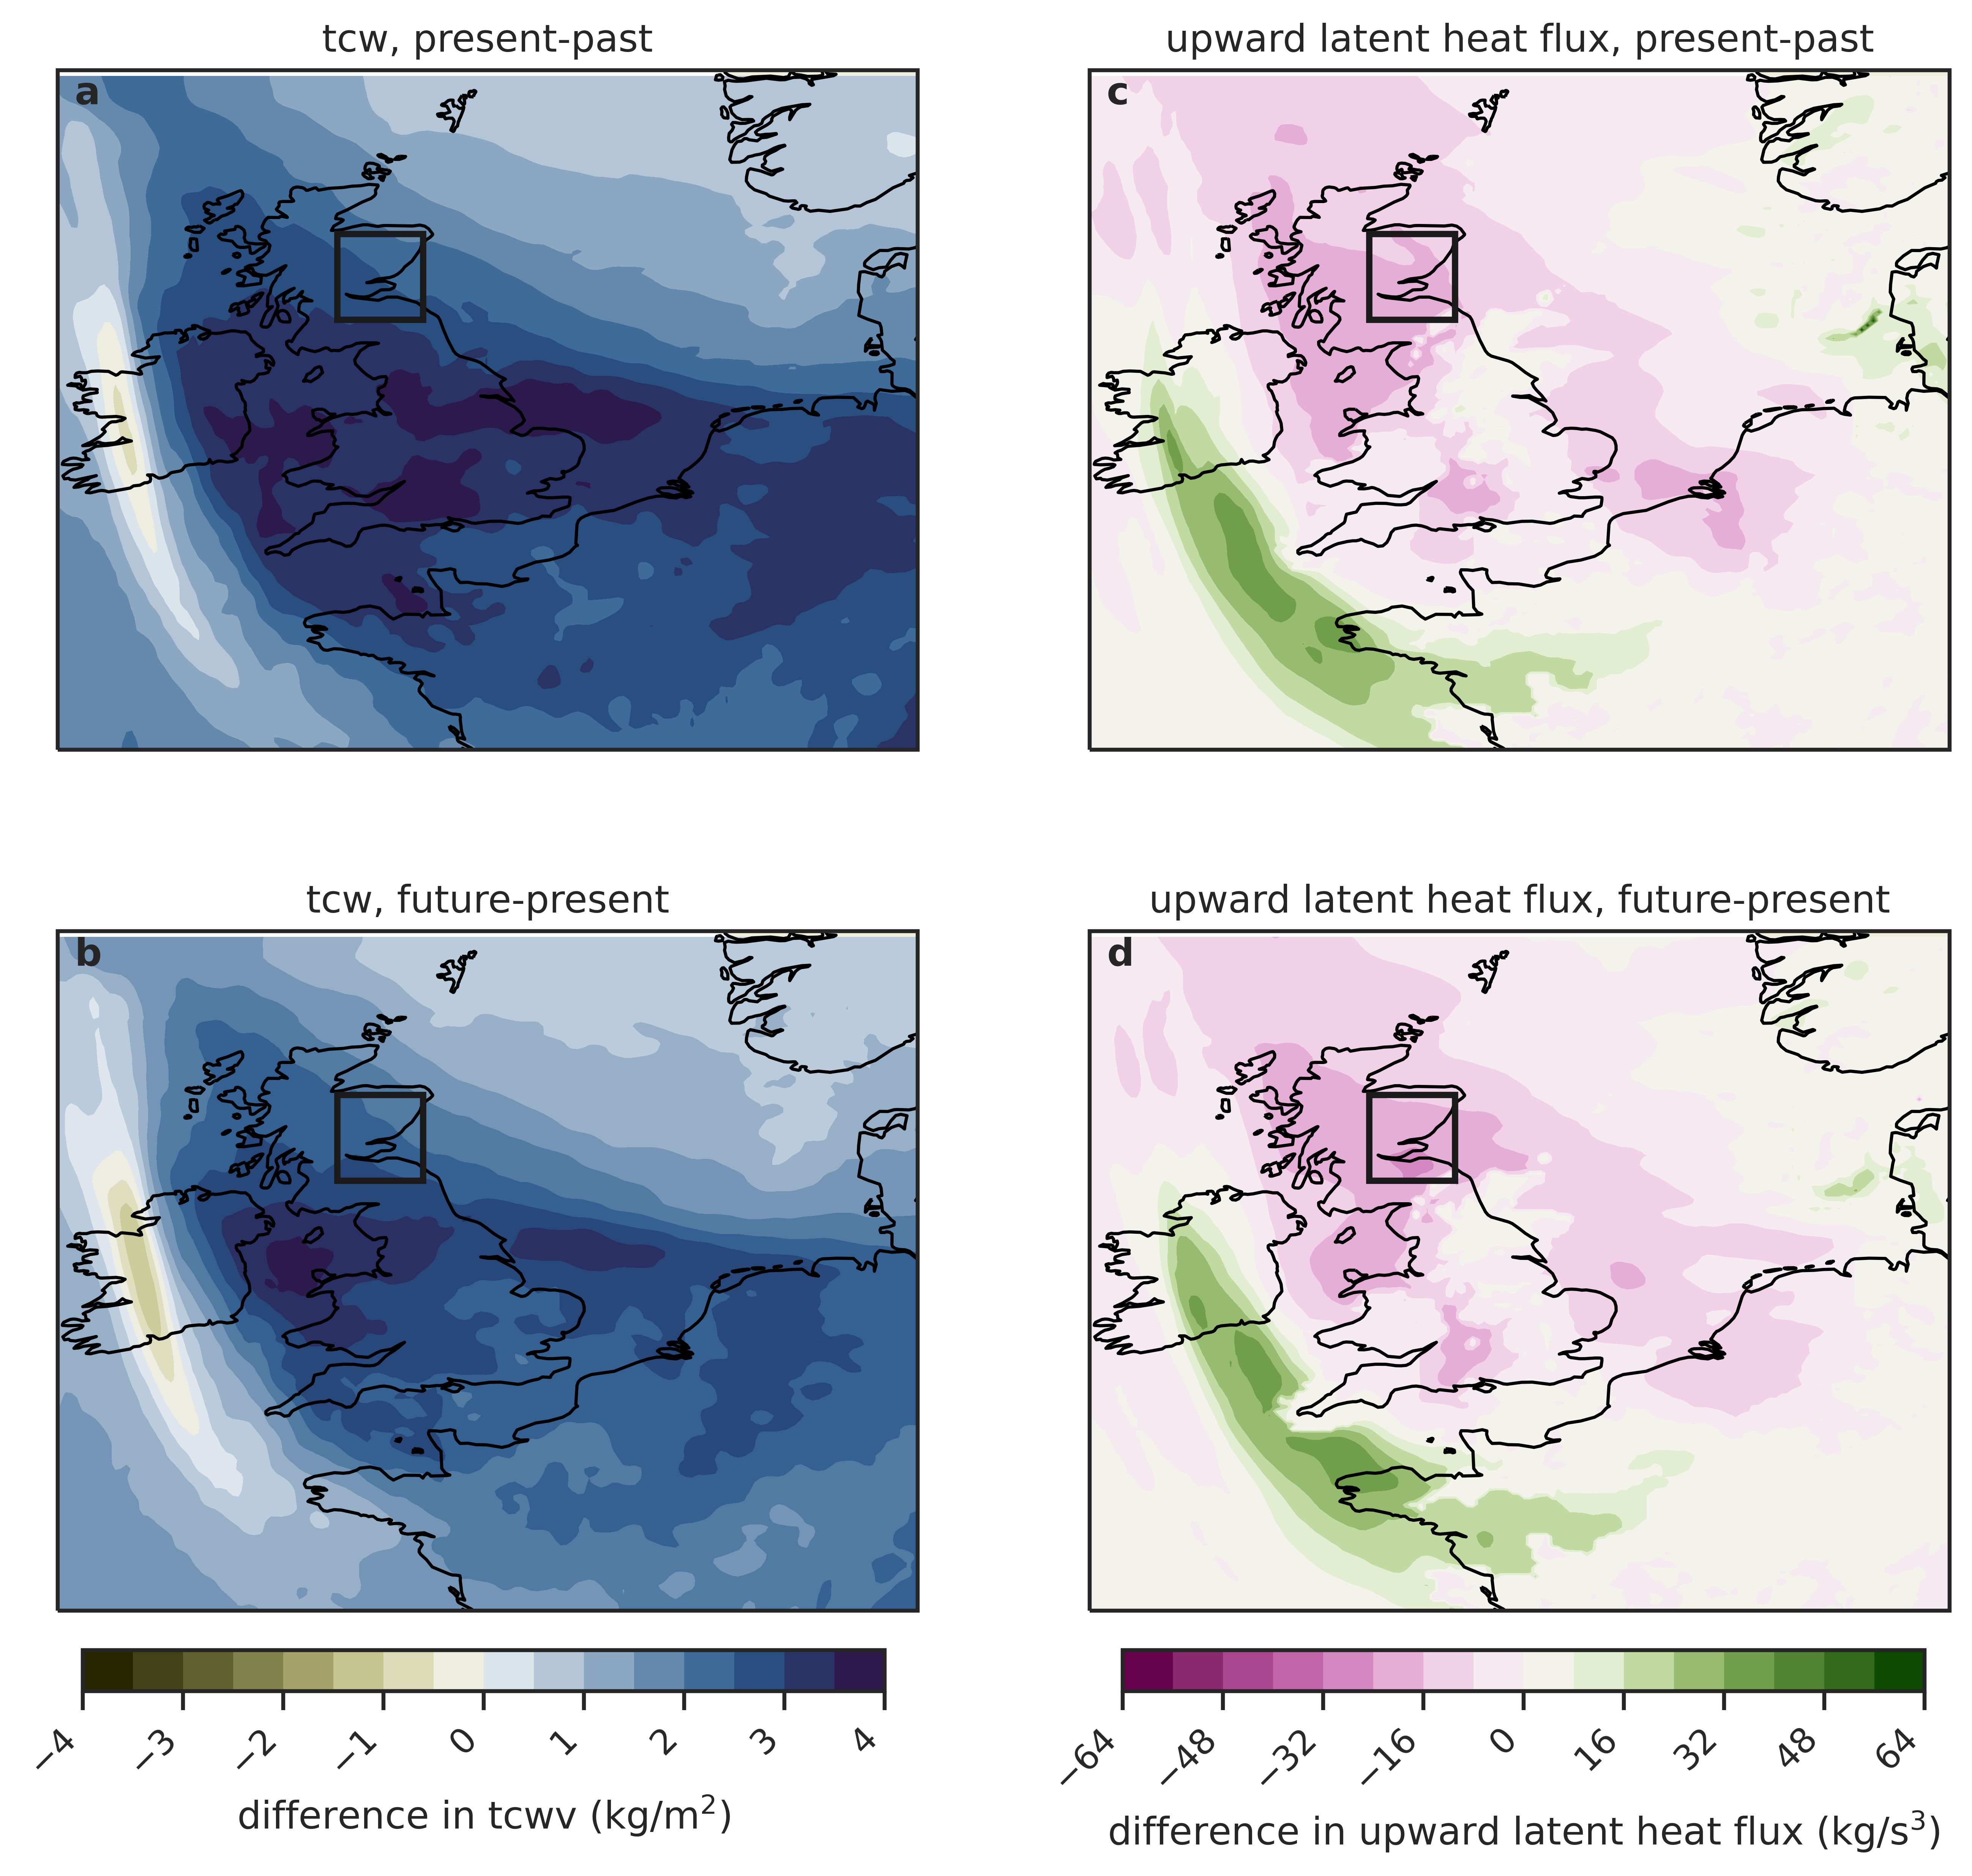 tcw, present-past
upward latent heat flux, present-past
a
c
tcw, future-present
upward latent heat flux, future-present
b
d
−4 −3 −2 −1 0 1 2 3 4
−64 −48 −32 −16 0 16 32 48 64
difference in tcwv (kg/m²)
difference in upward latent heat flux (kg/s³)